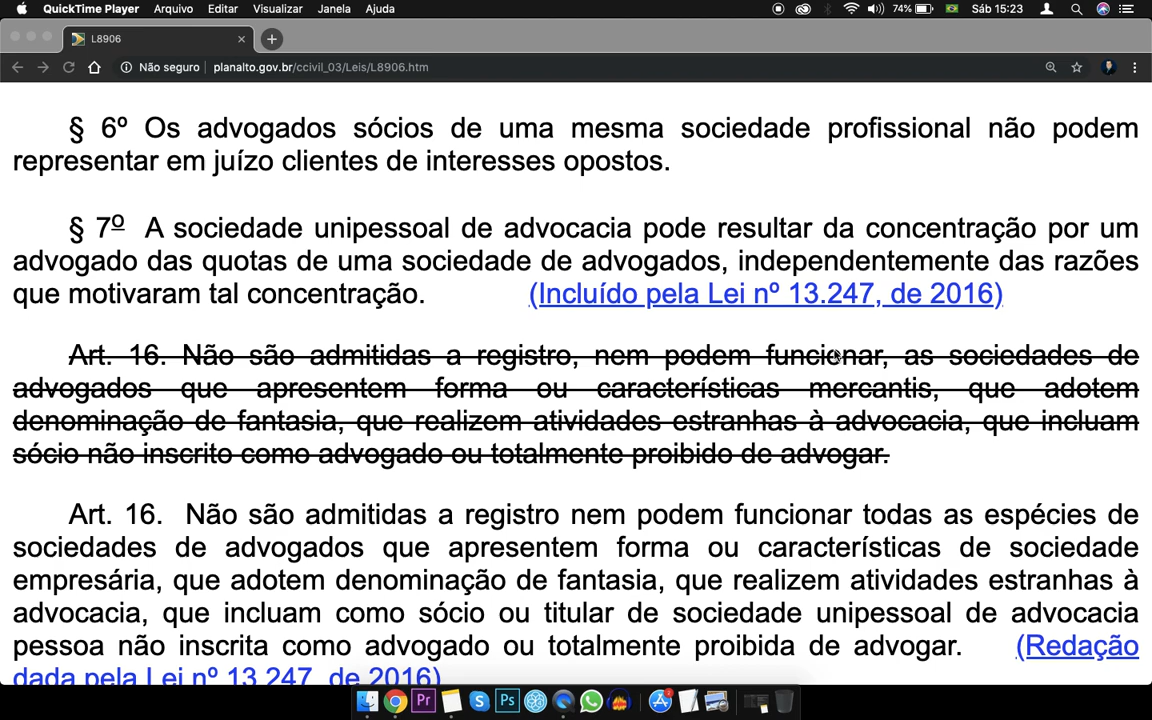 QuickTime Player Arquivo Editar Visualizar Janela Ajuda 74% Sáb 15:23
L8906
Não seguro planalto.gov.br/ccivil_03/Leis/L8906.htm
§ 6º Os advogados sócios de uma mesma sociedade profissional não podem
representar em juízo clientes de interesses opostos.
§ 7º A sociedade unipessoal de advocacia pode resultar da concentração por um
advogado das quotas de uma sociedade de advogados, independentemente das razões
que motivaram tal concentração. (Incluído pela Lei nº 13.247, de 2016)
Art. 16. Não são admitidas a registro, nem podem funcionar, as sociedades de
advogados que apresentem forma ou características mercantis, que adotem
denominação de fantasia, que realizem atividades estranhas à advocacia, que incluam
sócio não inscrito como advogado ou totalmente proibido de advogar.
Art. 16. Não são admitidas a registro nem podem funcionar todas as espécies de
sociedades de advogados que apresentem forma ou características de sociedade
empresária, que adotem denominação de fantasia, que realizem atividades estranhas à
advocacia, que incluam como sócio ou titular de sociedade unipessoal de advocacia
pessoa não inscrita como advogado ou totalmente proibida de advogar. (Redação
dada pela Lei nº 13.247, de 2016)
Pr Ps